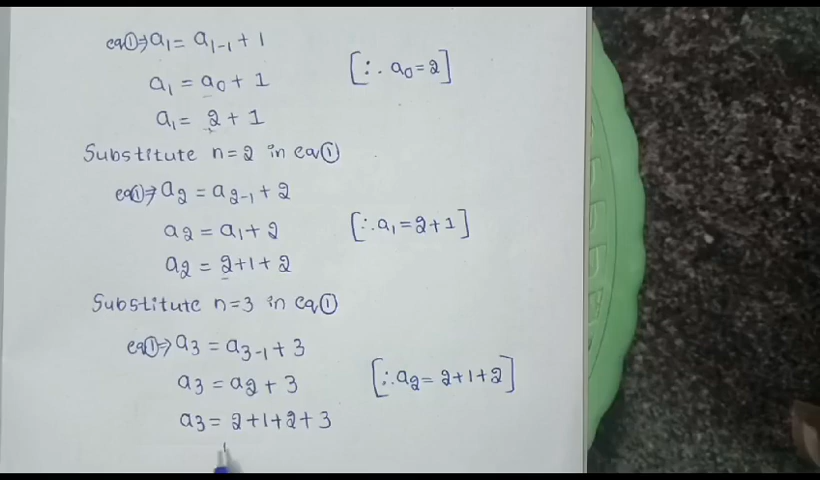 eq①⇒ a₁ = a₁₋₁ + 1
a₁ = a₀ + 1 [∵ a₀ = 2]
a₁ = 2 + 1
Substitute n=2 in eq①
eq①⇒ a₂ = a₂₋₁ + 2
a₂ = a₁ + 2 [∵ a₁ = 2+1]
a₂ = 2+1+2
Substitute n=3 in eq①
eq①⇒ a₃ = a₃₋₁ + 3
a₃ = a₂ + 3 [∵ a₂ = 2+1+2]
a₃ = 2+1+2+3